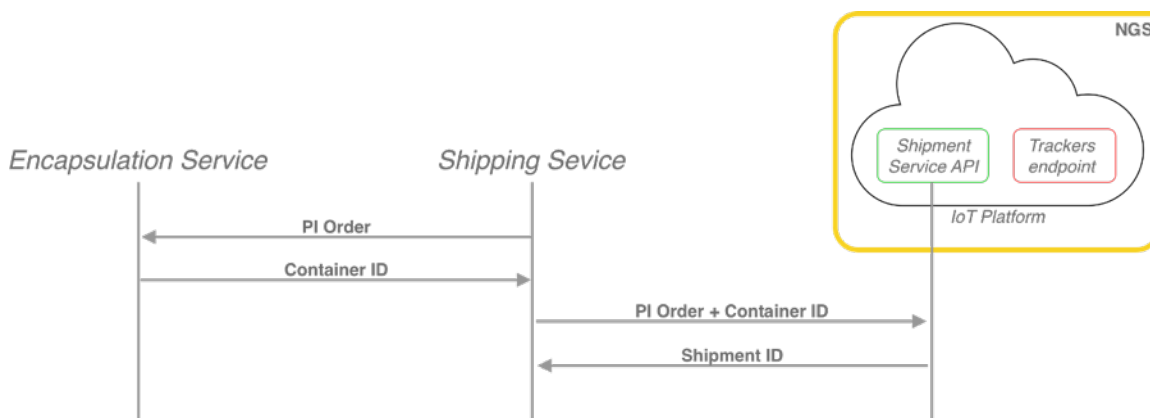 NGS
Encapsulation Service
Shipping Sevice
Shipment
Service API
Trackers
endpoint
IoT Platform
PI Order
Container ID
PI Order + Container ID
Shipment ID